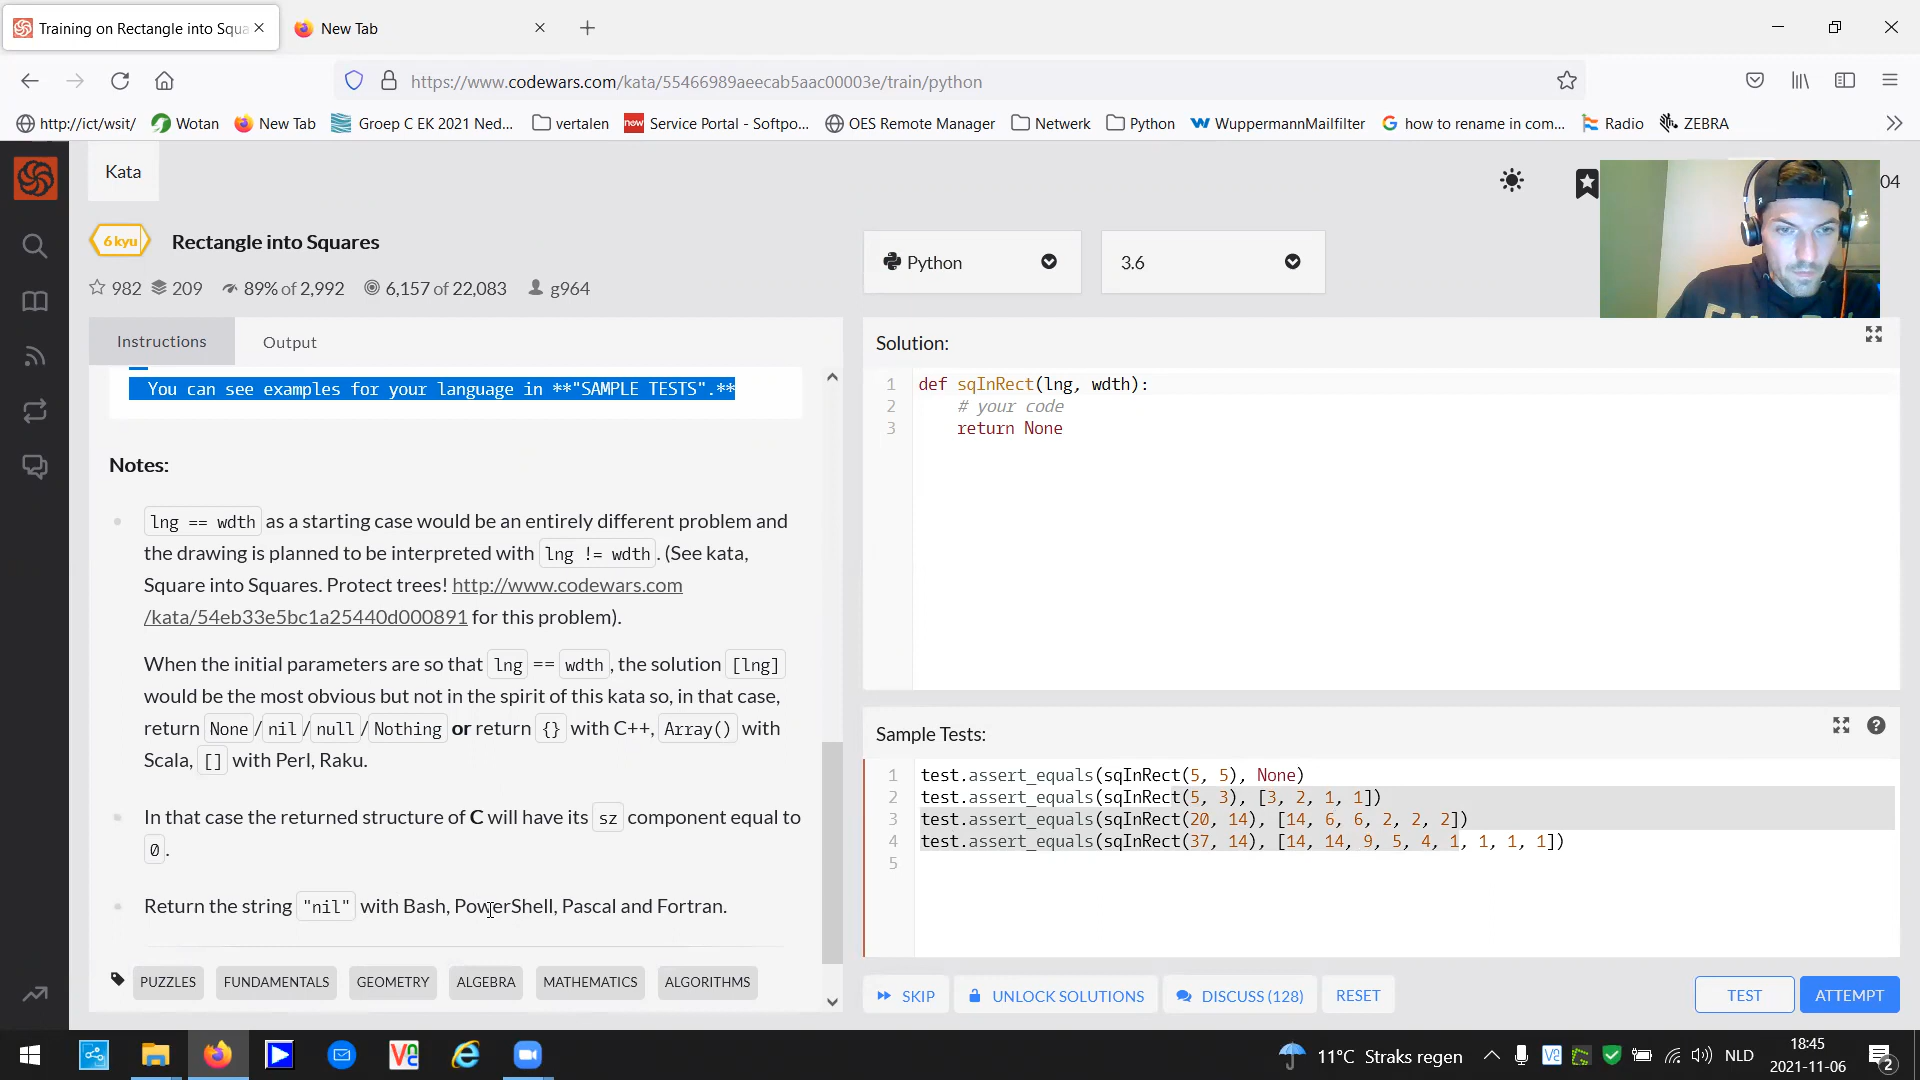 Training on Rectangle into Squa
New Tab
https://www.codewars.com/kata/55466989aeecab5aac00003e/train/python
http://ict/wsit/
Wotan
New Tab
Groep C EK 2021 Ned...
vertalen
new
Service Portal - Softpo...
OES Remote Manager
Netwerk
Python
WuppermannMailfilter
how to rename in com...
Radio
ZEBRA
Kata
04
6 kyu
Rectangle into Squares
982 209 89% of 2,992 6,157 of 22,083 g964
Python
3.6
Instructions
Output
You can see examples for your language in **"SAMPLE TESTS".**
Notes:
lng == wdth as a starting case would be an entirely different problem and
the drawing is planned to be interpreted with lng != wdth. (See kata,
Square into Squares. Protect trees! http://www.codewars.com
/kata/54eb33e5bc1a25440d000891 for this problem).
When the initial parameters are so that lng == wdth, the solution [lng]
would be the most obvious but not in the spirit of this kata so, in that case,
return None/nil/null/Nothing or return {} with C++, Array() with
Scala, [] with Perl, Raku.
In that case the returned structure of C will have its sz component equal to
0.
Return the string "nil" with Bash, PowerShell, Pascal and Fortran.
PUZZLES
FUNDAMENTALS
GEOMETRY
ALGEBRA
MATHEMATICS
ALGORITHMS
Solution:
1 def sqInRect(lng, wdth):
2 # your code
3 return None
Sample Tests:
1 test.assert_equals(sqInRect(5, 5), None)
2 test.assert_equals(sqInRect(5, 3), [3, 2, 1, 1])
3 test.assert_equals(sqInRect(20, 14), [14, 6, 6, 2, 2, 2])
4 test.assert_equals(sqInRect(37, 14), [14, 14, 9, 5, 4, 1, 1, 1, 1])
5
SKIP
UNLOCK SOLUTIONS
DISCUSS (128)
RESET
TEST
ATTEMPT
11°C Straks regen
NLD
18:45
2021-11-06
2